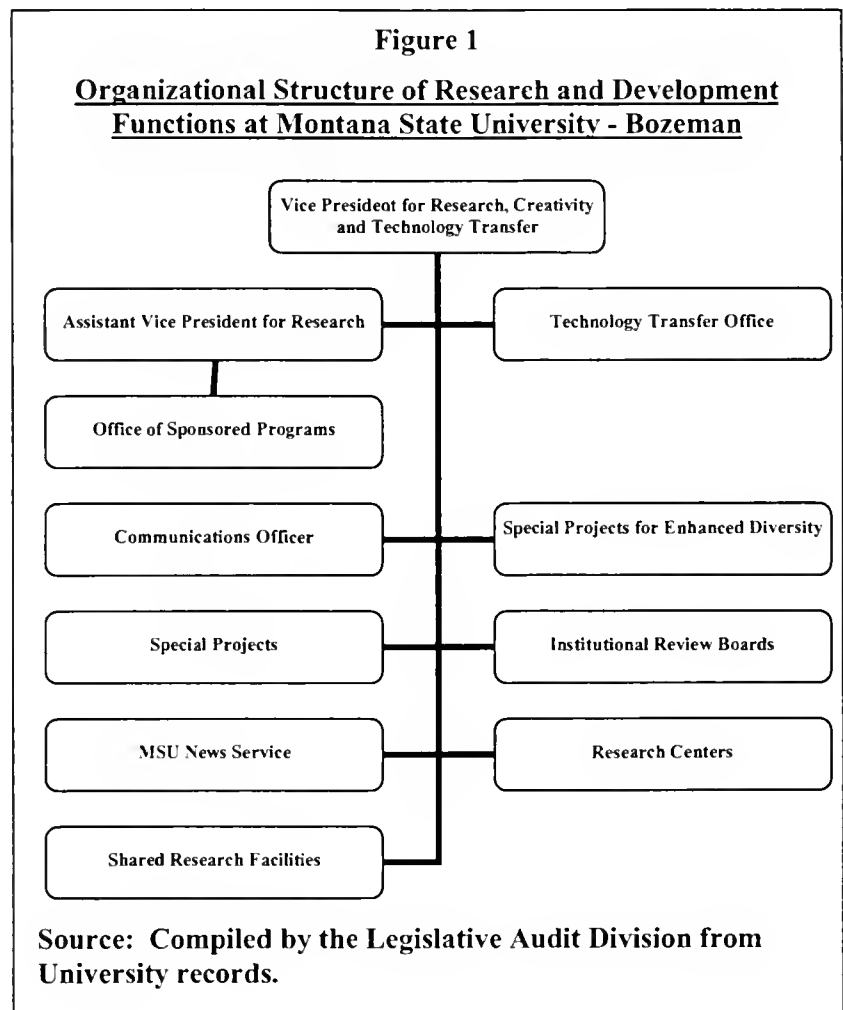 Figure 1
Organizational Structure of Research and Development
Functions at Montana State University - Bozeman
Vice President for Research, Creativity
and Technology Transfer
Assistant Vice President for Research
Technology Transfer Office
Office of Sponsored Programs
Communications Officer
Special Projects for Enhanced Diversity
Special Projects
Institutional Review Boards
MSU News Service
Research Centers
Shared Research Facilities
Source: Compiled by the Legislative Audit Division from
University records.